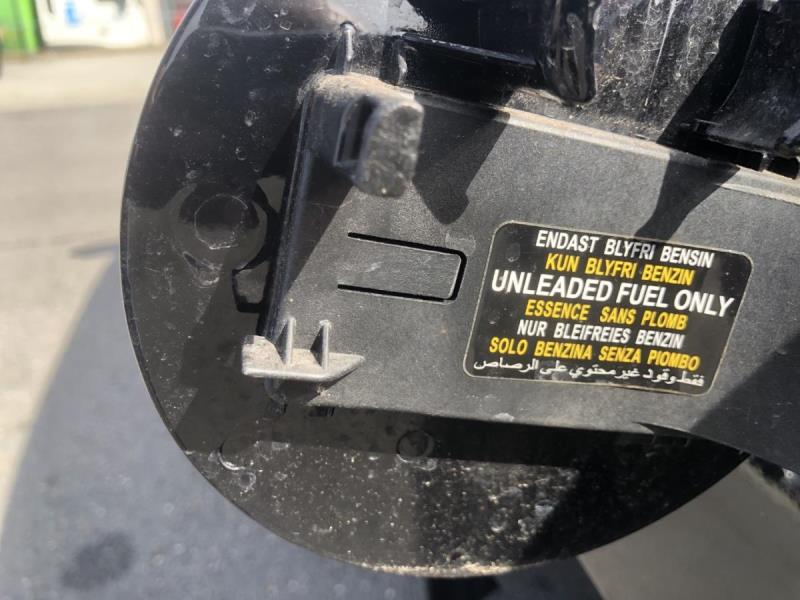 ENDAST BLYFRI BENSIN
KUN BLYFRI BENZIN
UNLEADED FUEL ONLY
ESSENCE SANS PLOMB
NUR BLEIFREIES BENZIN
SOLO BENZINA SENZA PIOMBO
فقط وقود غير محتوي على الرصاص